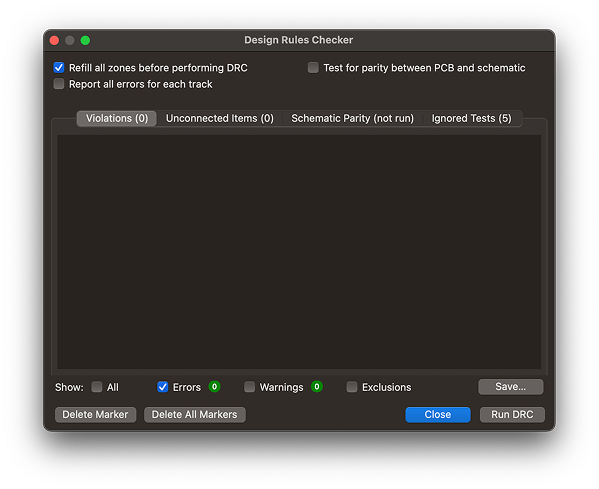 Design Rules Checker
Refill all zones before performing DRC
Test for parity between PCB and schematic
Report all errors for each track
Violations (0) Unconnected Items (0) Schematic Parity (not run) Ignored Tests (5)
Show: All Errors 0 Warnings 0 Exclusions Save...
Delete Marker Delete All Markers Close Run DRC